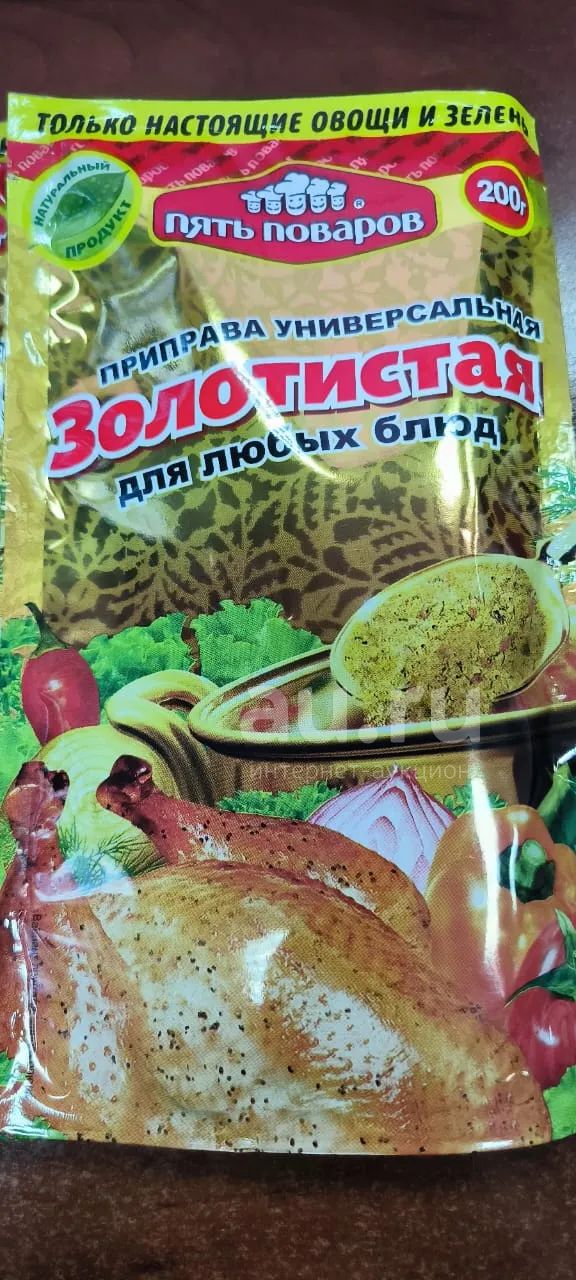 ТОЛЬКО НАСТОЯЩИЕ ОВОЩИ И ЗЕЛЕНЬ
НАТУРАЛЬНЫЙ
ПРОДУКТ
ПЯТЬ ПОВАРОВ
®
200г
ПРИПРАВА УНИВЕРСАЛЬНАЯ
Золотистая
для любых блюд
au.ru
интернет-аукцион